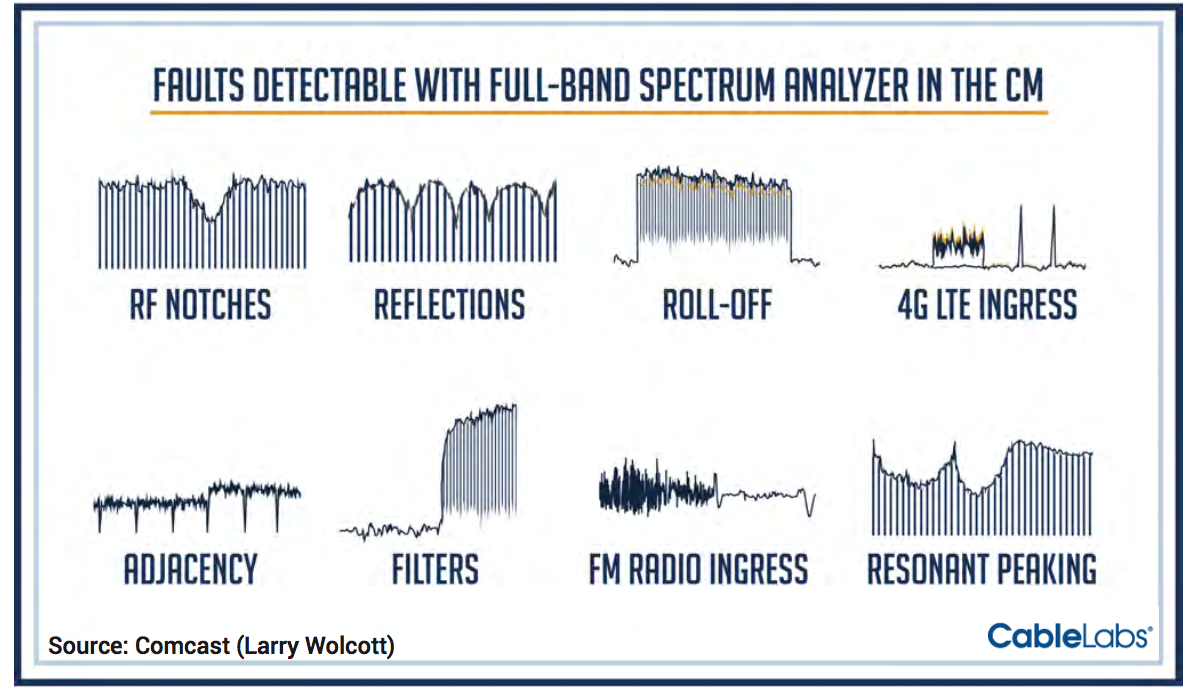 FAULTS DETECTABLE WITH FULL-BAND SPECTRUM ANALYZER IN THE CM
RF NOTCHES
REFLECTIONS
ROLL-OFF
4G LTE INGRESS
ADJACENCY
FILTERS
FM RADIO INGRESS
RESONANT PEAKING
Source: Comcast (Larry Wolcott)
CableLabs®